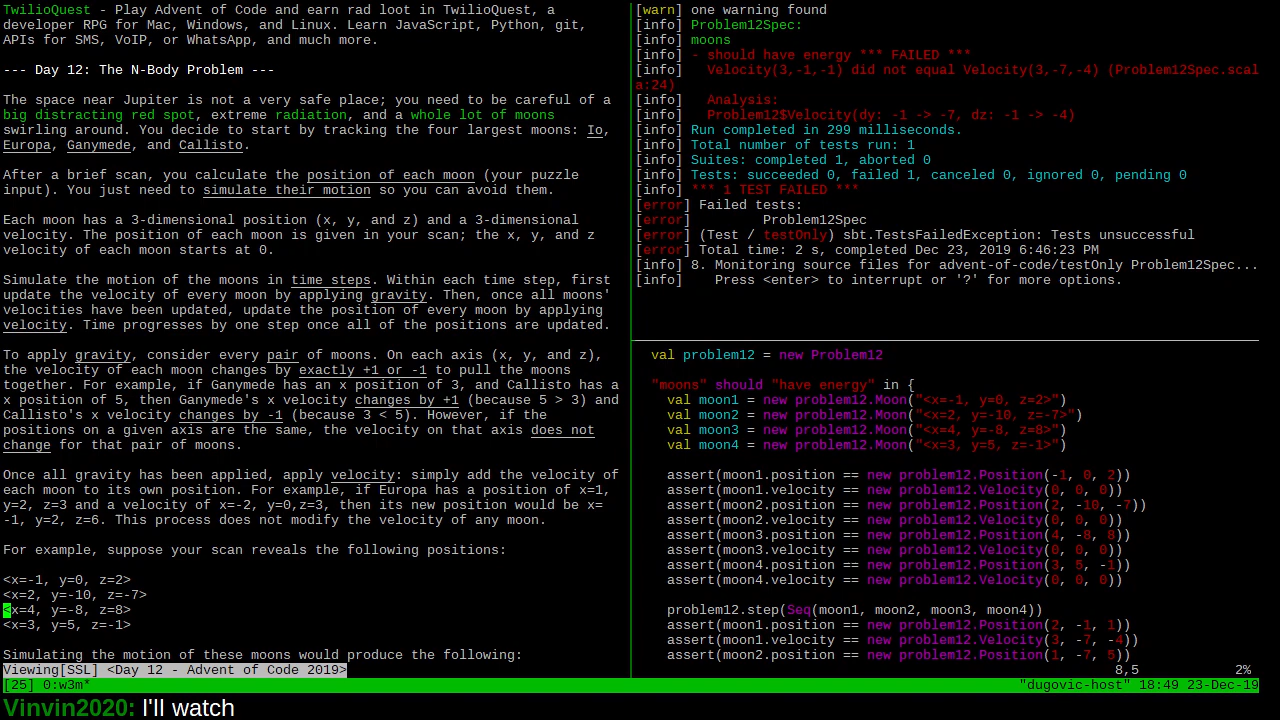 TwilioQuest - Play Advent of Code and earn rad loot in TwilioQuest, a
developer RPG for Mac, Windows, and Linux. Learn JavaScript, Python, git,
APIs for SMS, VoIP, or WhatsApp, and much more.
--- Day 12: The N-Body Problem ---
The space near Jupiter is not a very safe place; you need to be careful of a
big distracting red spot, extreme radiation, and a whole lot of moons
swirling around. You decide to start by tracking the four largest moons: Io,
Europa, Ganymede, and Callisto.
After a brief scan, you calculate the position of each moon (your puzzle
input). You just need to simulate their motion so you can avoid them.
Each moon has a 3-dimensional position (x, y, and z) and a 3-dimensional
velocity. The position of each moon is given in your scan; the x, y, and z
velocity of each moon starts at 0.
Simulate the motion of the moons in time steps. Within each time step, first
update the velocity of every moon by applying gravity. Then, once all moons'
velocities have been updated, update the position of every moon by applying
velocity. Time progresses by one step once all of the positions are updated.
To apply gravity, consider every pair of moons. On each axis (x, y, and z),
the velocity of each moon changes by exactly +1 or -1 to pull the moons
together. For example, if Ganymede has an x position of 3, and Callisto has a
x position of 5, then Ganymede's x velocity changes by +1 (because 5 > 3) and
Callisto's x velocity changes by -1 (because 3 < 5). However, if the
positions on a given axis are the same, the velocity on that axis does not
change for that pair of moons.
Once all gravity has been applied, apply velocity: simply add the velocity of
each moon to its own position. For example, if Europa has a position of x=1,
y=2, z=3 and a velocity of x=-2, y=0,z=3, then its new position would be x=
-1, y=2, z=6. This process does not modify the velocity of any moon.
For example, suppose your scan reveals the following positions:
<x=-1, y=0, z=2>
<x=2, y=-10, z=-7>
<x=4, y=-8, z=8>
<x=3, y=5, z=-1>
Simulating the motion of these moons would produce the following:
Viewing[SSL] <Day 12 - Advent of Code 2019>
[warn] one warning found
[info] Problem12Spec:
[info] moons
[info] - should have energy *** FAILED ***
[info]   Velocity(3,-1,-1) did not equal Velocity(3,-7,-4) (Problem12Spec.scal
a:24)
[info]   Analysis:
[info]   Problem12$Velocity(dy: -1 -> -7, dz: -1 -> -4)
[info] Run completed in 299 milliseconds.
[info] Total number of tests run: 1
[info] Suites: completed 1, aborted 0
[info] Tests: succeeded 0, failed 1, canceled 0, ignored 0, pending 0
[info] *** 1 TEST FAILED ***
[error] Failed tests:
[error]         Problem12Spec
[error] (Test / testOnly) sbt.TestsFailedException: Tests unsuccessful
[error] Total time: 2 s, completed Dec 23, 2019 6:46:23 PM
[info] 8. Monitoring source files for advent-of-code/testOnly Problem12Spec...
[info]    Press <enter> to interrupt or '?' for more options.
val problem12 = new Problem12
"moons" should "have energy" in {
val moon1 = new problem12.Moon("<x=-1, y=0, z=2>")
val moon2 = new problem12.Moon("<x=2, y=-10, z=-7>")
val moon3 = new problem12.Moon("<x=4, y=-8, z=8>")
val moon4 = new problem12.Moon("<x=3, y=5, z=-1>")
assert(moon1.position == new problem12.Position(-1, 0, 2))
assert(moon1.velocity == new problem12.Velocity(0, 0, 0))
assert(moon2.position == new problem12.Position(2, -10, -7))
assert(moon2.velocity == new problem12.Velocity(0, 0, 0))
assert(moon3.position == new problem12.Position(4, -8, 8))
assert(moon3.velocity == new problem12.Velocity(0, 0, 0))
assert(moon4.position == new problem12.Position(3, 5, -1))
assert(moon4.velocity == new problem12.Velocity(0, 0, 0))
problem12.step(Seq(moon1, moon2, moon3, moon4))
assert(moon1.position == new problem12.Position(2, -1, 1))
assert(moon1.velocity == new problem12.Velocity(3, -7, -4))
assert(moon2.position == new problem12.Position(1, -7, 5))
8,5 2%
[25] 0:w3m* "dugovic-host" 18:49 23-Dec-19
Vinvin2020: I'll watch